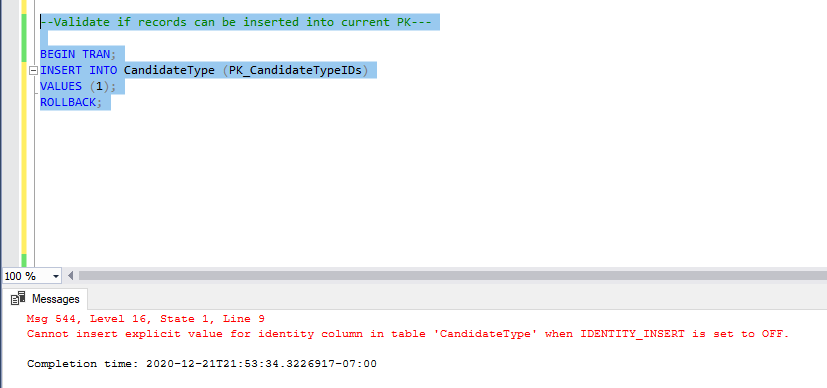 --Validate if records can be inserted into current PK---
BEGIN TRAN;
INSERT INTO CandidateType (PK_CandidateTypeIDs)
VALUES (1);
ROLLBACK;
100 %
Messages
Msg 544, Level 16, State 1, Line 9
Cannot insert explicit value for identity column in table 'CandidateType' when IDENTITY_INSERT is set to OFF.
Completion time: 2020-12-21T21:53:34.3226917-07:00